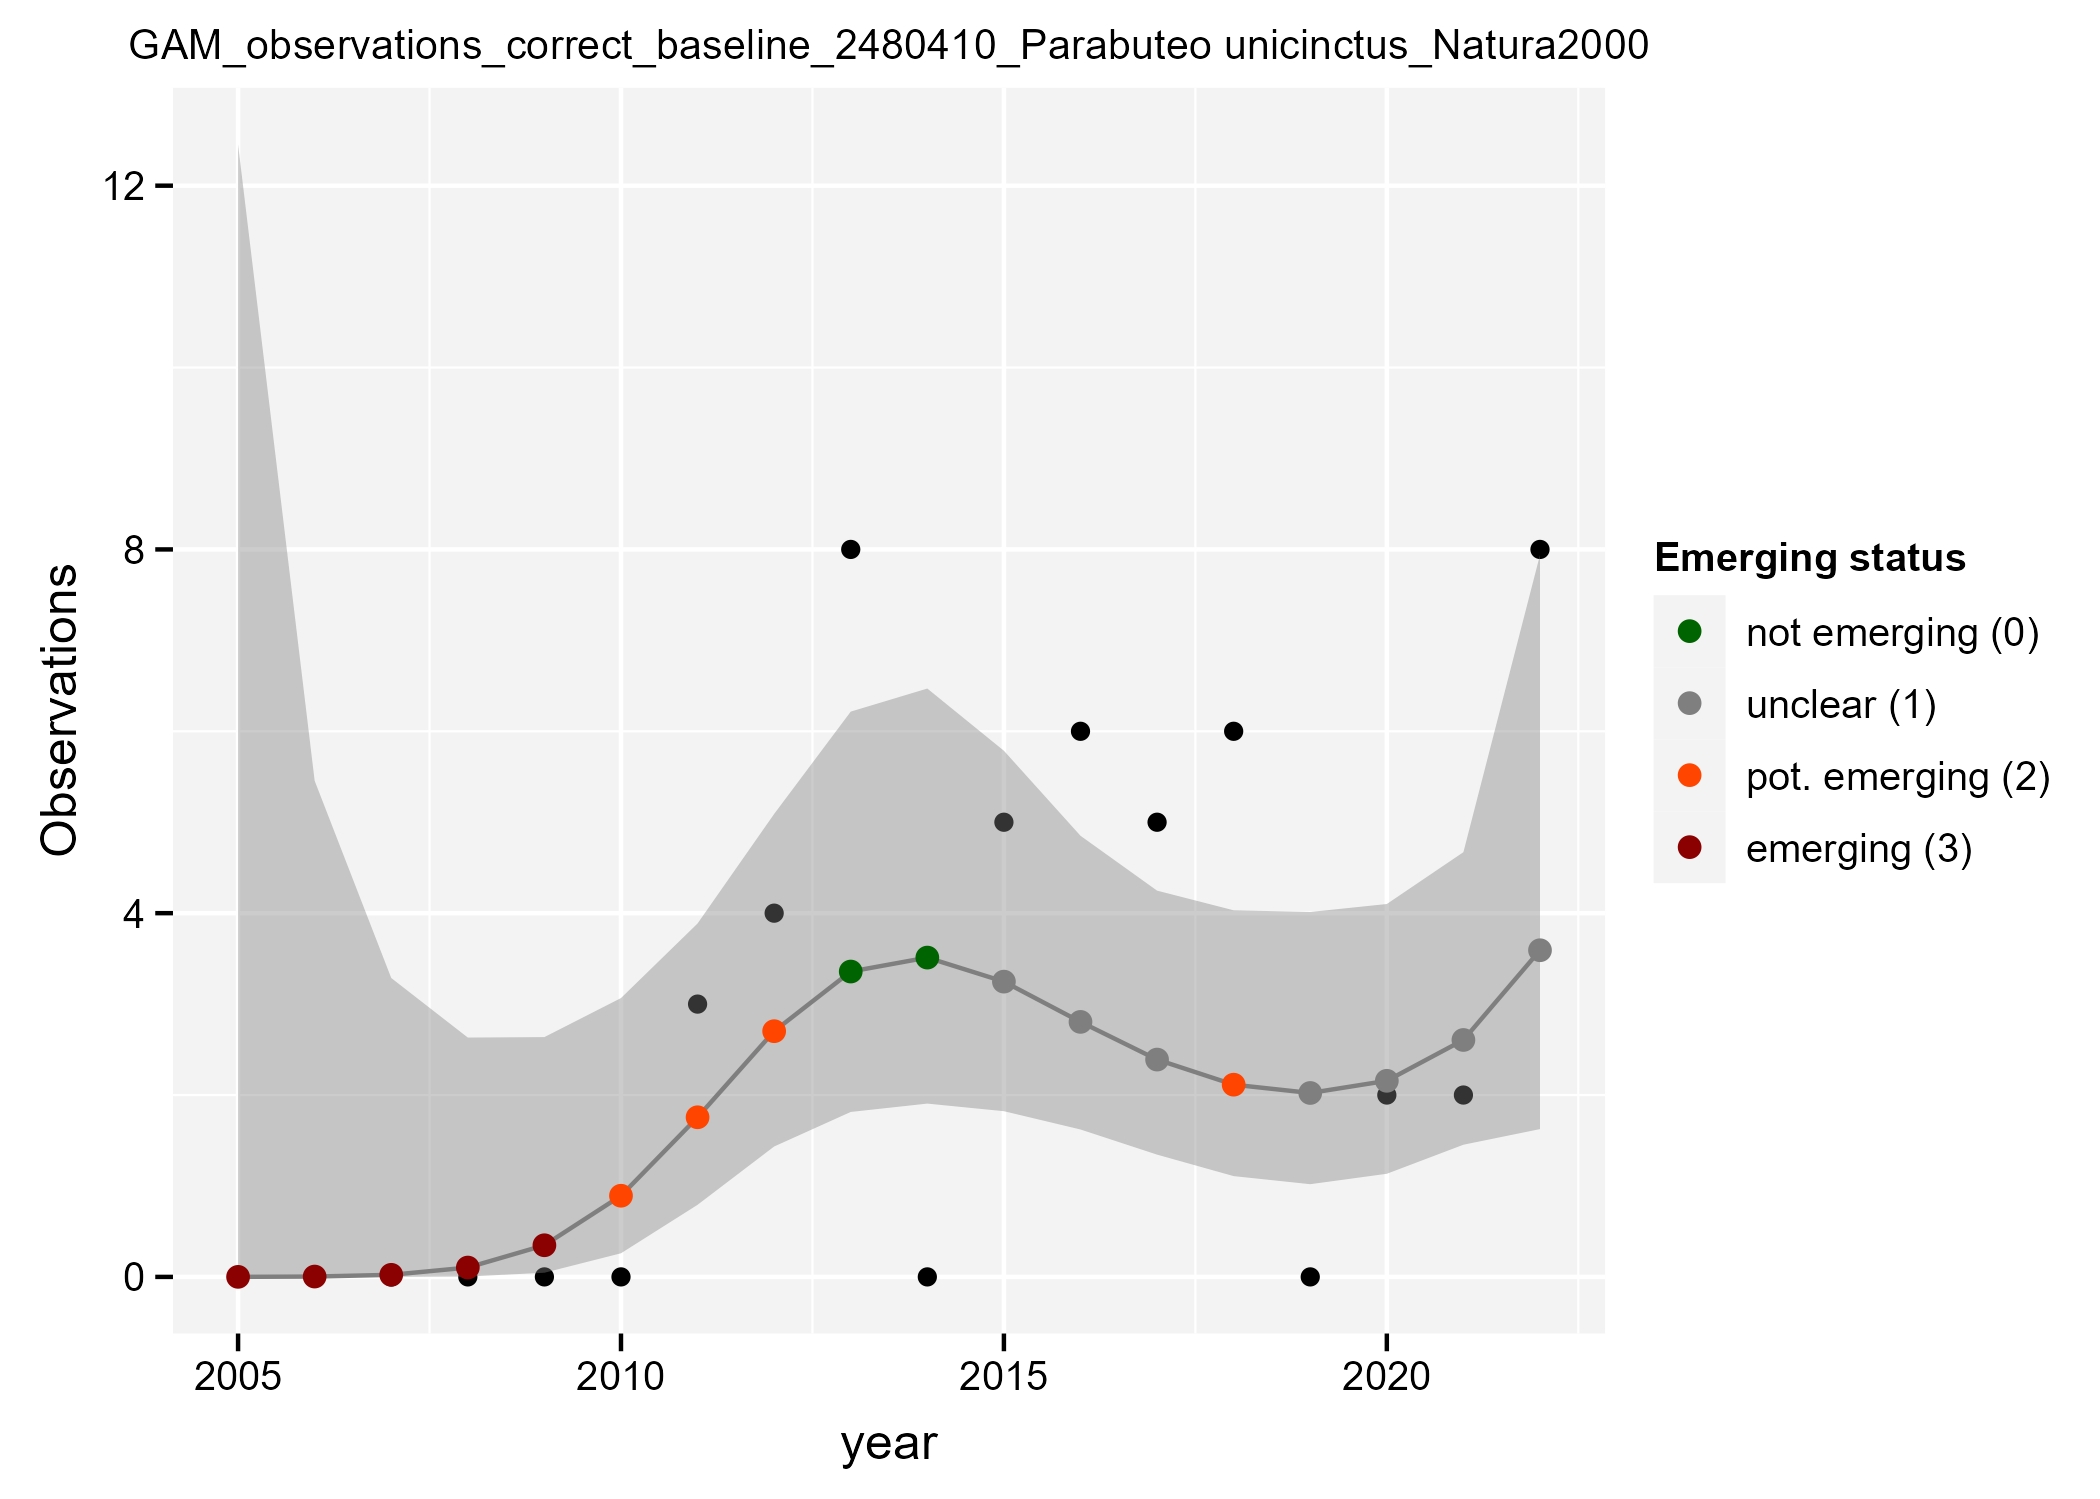 GAM_observations_correct_baseline_2480410_Parabuteo unicinctus_Natura2000
12
8
4
0
Observations
2005
2010
2015
2020
year
Emerging status
not emerging (0)
unclear (1)
pot. emerging (2)
emerging (3)